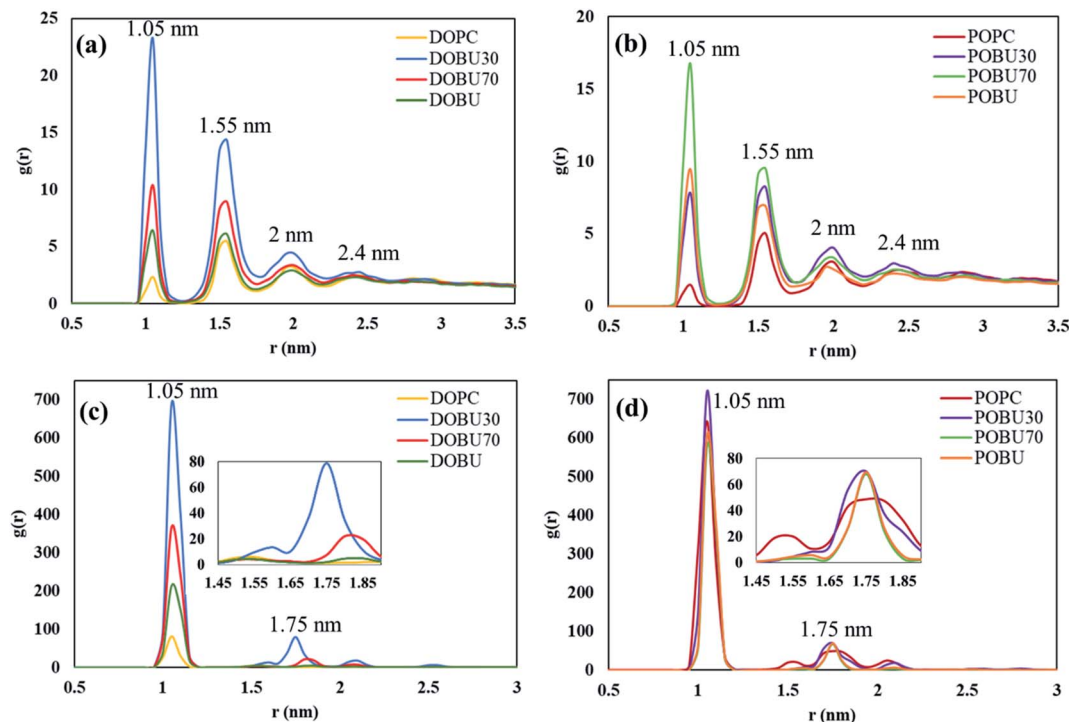 (a)
25
20
15
10
5
0
g(r)
1.05 nm
1.55 nm
2 nm
2.4 nm
DOPC
DOBU30
DOBU70
DOBU
0.5 1 1.5 2 2.5 3 3.5
r (nm)
(b)
20
15
10
5
0
g(r)
1.05 nm
1.55 nm
2 nm
2.4 nm
POPC
POBU30
POBU70
POBU
0.5 1 1.5 2 2.5 3 3.5
r (nm)
(c)
700
600
500
400
300
200
100
0
g(r)
1.05 nm
DOPC
DOBU30
DOBU70
DOBU
80
60
40
20
0
1.45 1.55 1.65 1.75 1.85
1.75 nm
0.5 1 1.5 2 2.5 3
r (nm)
(d)
700
600
500
400
300
200
100
0
g(r)
1.05 nm
POPC
POBU30
POBU70
POBU
80
60
40
20
0
1.45 1.55 1.65 1.75 1.85
1.75 nm
0.5 1 1.5 2 2.5 3
r (nm)